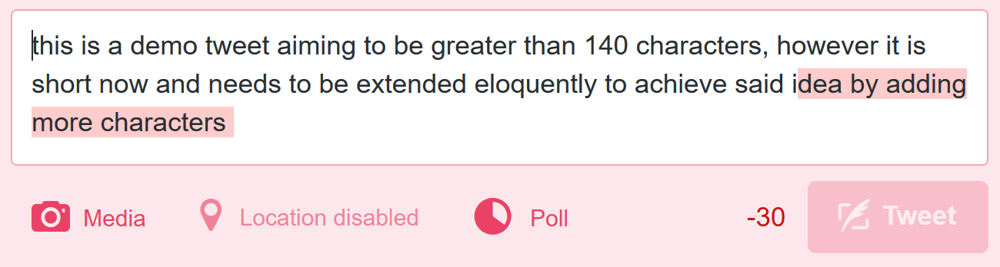 this is a demo tweet aiming to be greater than 140 characters, however it is
short now and needs to be extended eloquently to achieve said idea by adding
more characters
Media Location disabled Poll -30 Tweet